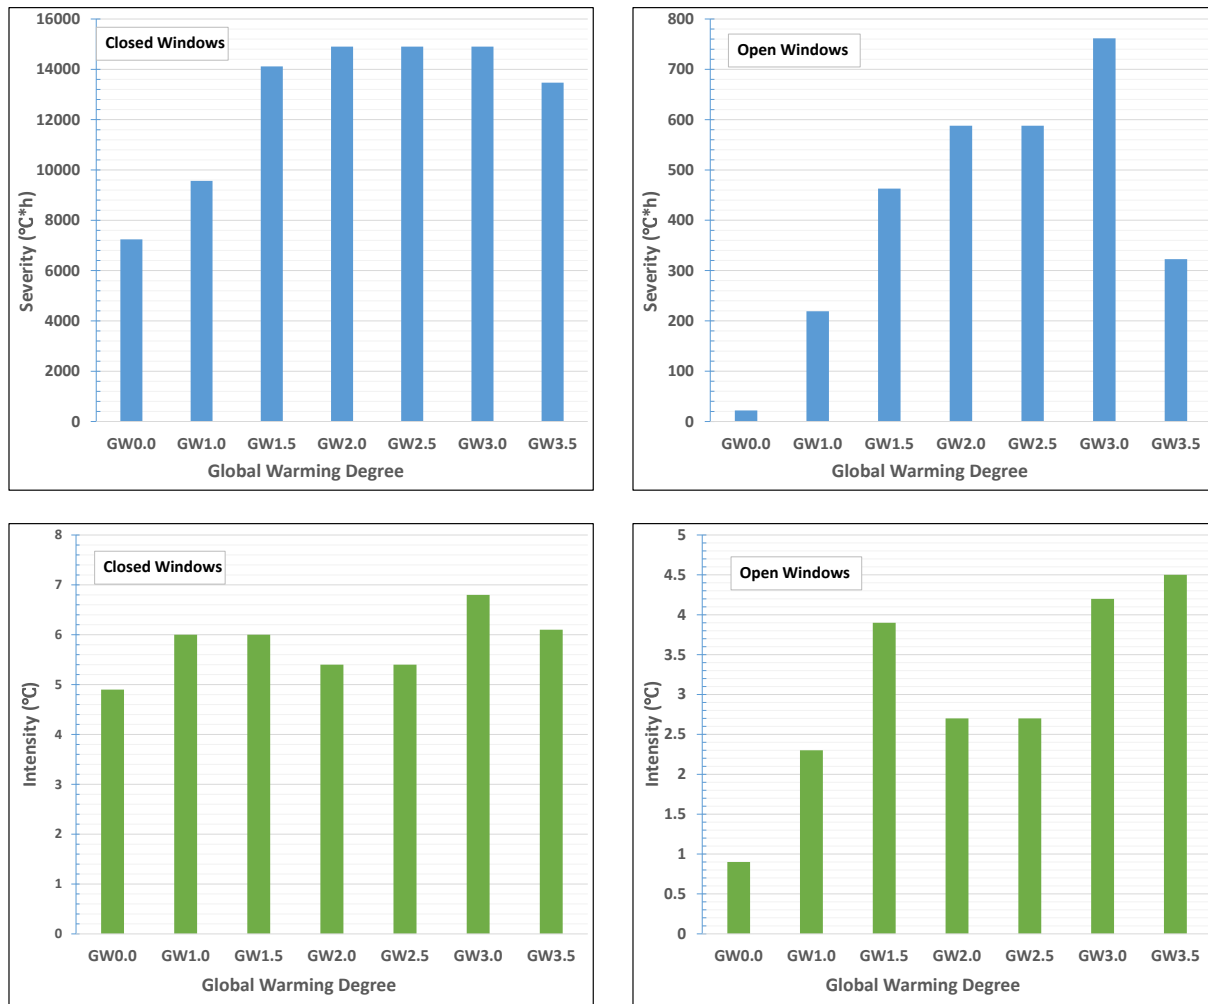 Closed Windows
Severity (℃*h)
16000
14000
12000
10000
8000
6000
4000
2000
0
GW0.0 GW1.0 GW1.5 GW2.0 GW2.5 GW3.0 GW3.5
Global Warming Degree
Open Windows
Severity (℃*h)
800
700
600
500
400
300
200
100
0
GW0.0 GW1.0 GW1.5 GW2.0 GW2.5 GW3.0 GW3.5
Global Warming Degree
Closed Windows
Intensity (℃)
8
7
6
5
4
3
2
1
0
GW0.0 GW1.0 GW1.5 GW2.0 GW2.5 GW3.0 GW3.5
Global Warming Degree
Open Windows
Intensity (℃)
5
4.5
4
3.5
3
2.5
2
1.5
1
0.5
0
GW0.0 GW1.0 GW1.5 GW2.0 GW2.5 GW3.0 GW3.5
Global Warming Degree